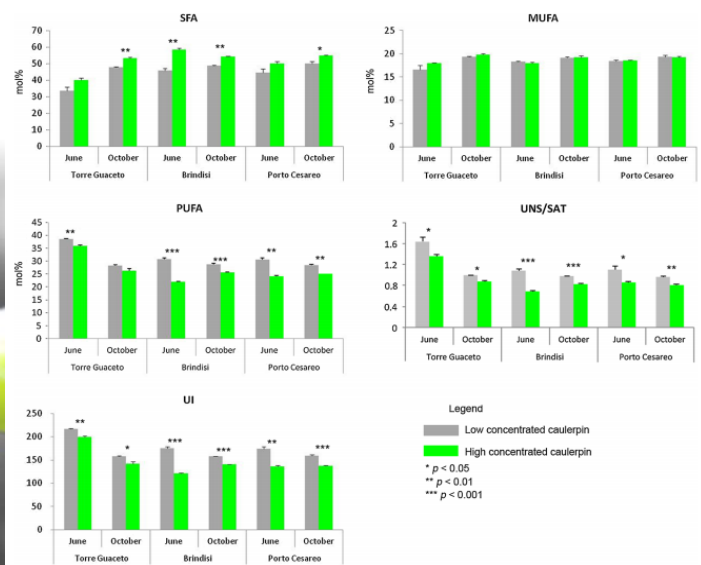 SFA
mol%
70
60
50
40
30
20
10
0
**
**
**
*
June October June October June October
Torre Guaceto Brindisi Porto Cesareo
MUFA
mol%
25
20
15
10
5
0
June October June October June October
Torre Guaceto Brindisi Porto Cesareo
PUFA
mol%
45
40
35
30
25
20
15
10
5
0
**
***
***
**
**
June October June October June October
Torre Guaceto Brindisi Porto Cesareo
UNS/SAT
2
1.6
1.2
0.8
0.4
0
*
*
***
***
*
**
June October June October June October
Torre Guaceto Brindisi Porto Cesareo
UI
250
200
150
100
50
0
**
*
***
***
**
***
June October June October June October
Torre Guaceto Brindisi Porto Cesareo
Legend
Low concentrated caulerpin
High concentrated caulerpin
* p < 0.05
** p < 0.01
*** p < 0.001